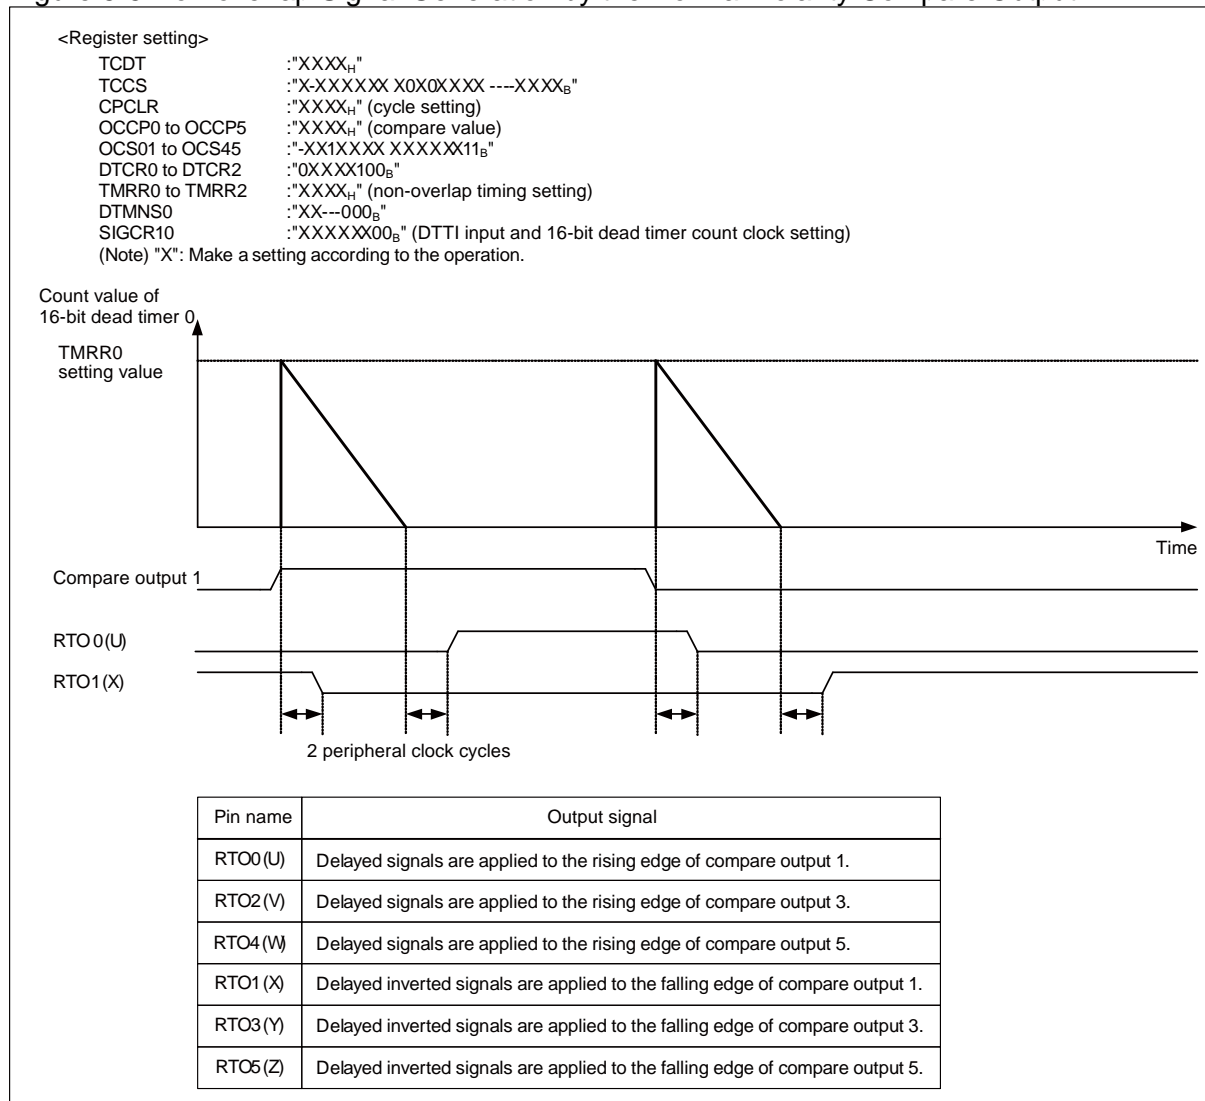 <Register setting>
TCDT :"XXXXH"
TCCS :"X-XXXXXX X0X0XXXX ----XXXXB"
CPCLR :"XXXXH" (cycle setting)
OCCP0 to OCCP5 :"XXXXH" (compare value)
OCS01 to OCS45 :"-XX1XXXX XXXXXX11B"
DTCR0 to DTCR2 :"0XXXX100B"
TMRR0 to TMRR2 :"XXXXH" (non-overlap timing setting)
DTMNS0 :"XX---000B"
SIGCR10 :"XXXXXX00B" (DTTI input and 16-bit dead timer count clock setting)
(Note) "X": Make a setting according to the operation.
Count value of
16-bit dead timer 0
TMRR0
setting value
Time
Compare output 1
RTO0(U)
RTO1(X)
2 peripheral clock cycles
Pin name Output signal
RTO0(U) Delayed signals are applied to the rising edge of compare output 1.
RTO2(V) Delayed signals are applied to the rising edge of compare output 3.
RTO4(W) Delayed signals are applied to the rising edge of compare output 5.
RTO1(X) Delayed inverted signals are applied to the falling edge of compare output 1.
RTO3(Y) Delayed inverted signals are applied to the falling edge of compare output 3.
RTO5(Z) Delayed inverted signals are applied to the falling edge of compare output 5.